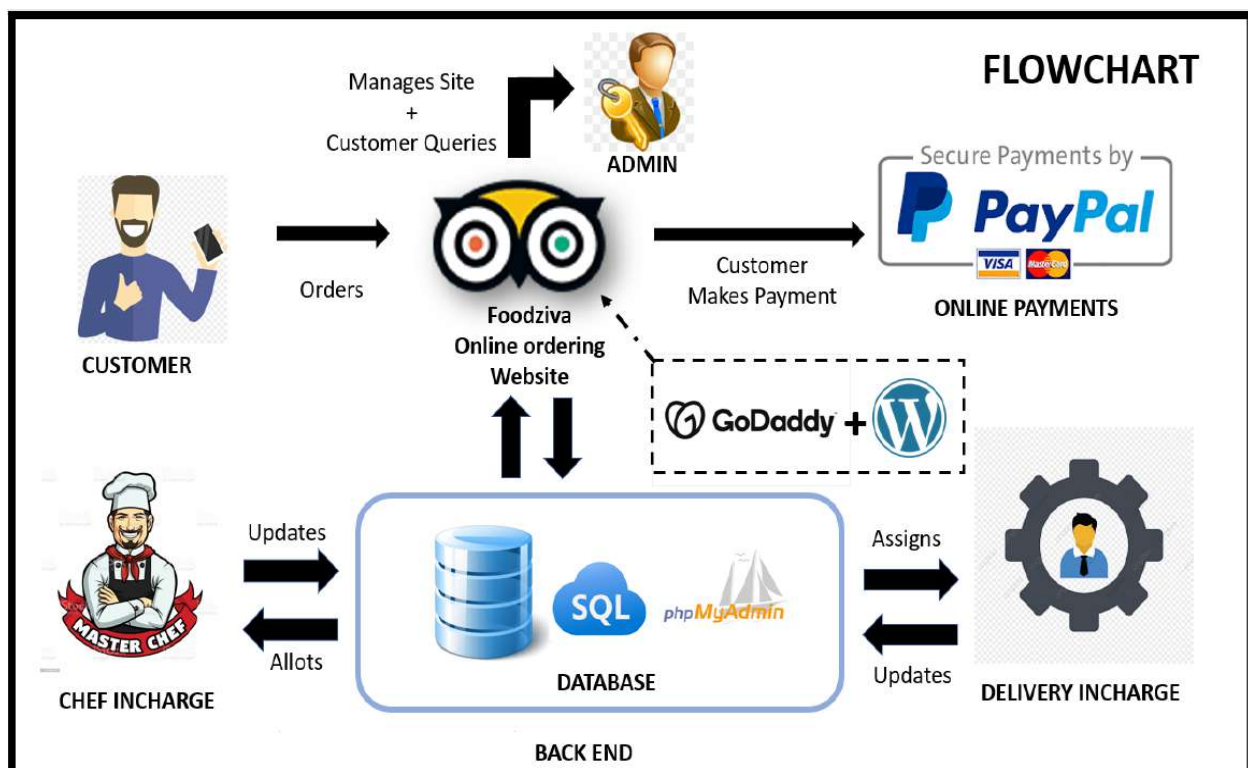 FLOWCHART
Manages Site
+
Customer Queries
ADMIN
Secure Payments by
PayPal
VISA MasterCard
ONLINE PAYMENTS
Orders
Customer
Makes Payment
CUSTOMER
Foodziva
Online ordering
Website
GoDaddy + W
Updates
MASTER CHEF
Allots
CHEF INCHARGE
SQL
phpMyAdmin
DATABASE
Assigns
Updates
DELIVERY INCHARGE
BACK END